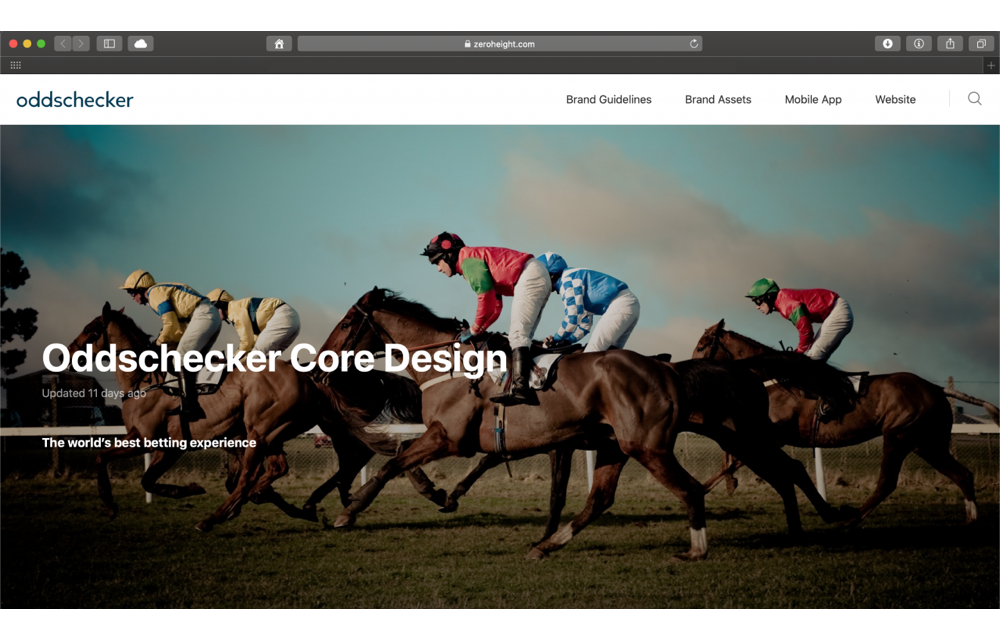 zeroheight.com
oddschecker
Brand Guidelines
Brand Assets
Mobile App
Website
Oddschecker Core Design
Updated 11 days ago
The world's best betting experience